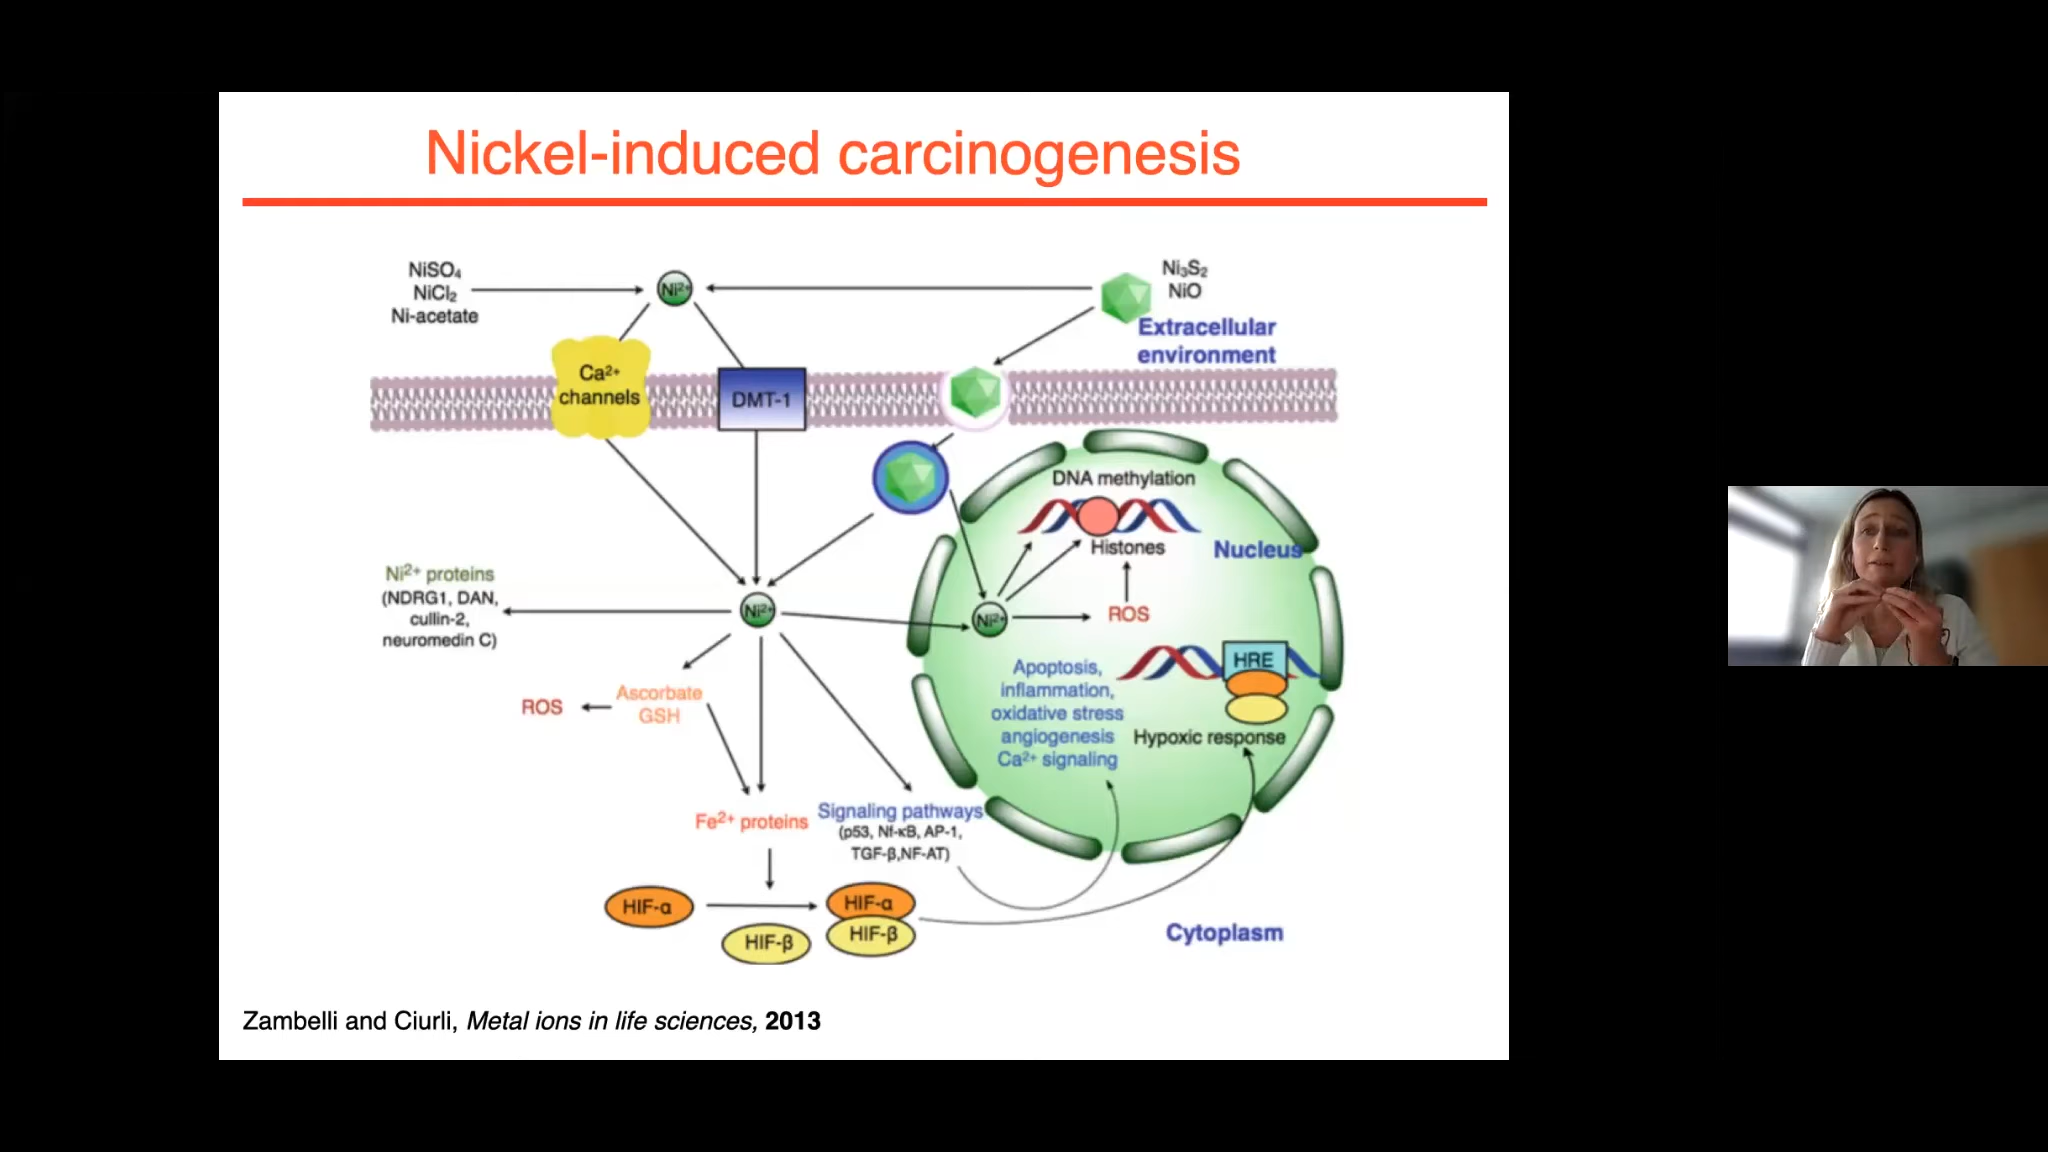 Nickel-induced carcinogenesis
NiSO₄
NiCl₂
Ni-acetate
Ni²⁺
Ni₃S₂
NiO
Extracellular
environment
Ca²⁺
channels
DMT-1
DNA methylation
Histones
Nucleus
Ni²⁺ proteins
(NDRG1, DAN,
cullin-2,
neuromedin C)
Ni²⁺
Ni²⁺
ROS
ROS
Ascorbate
GSH
Apoptosis,
inflammation,
oxidative stress
angiogenesis
Ca²⁺ signaling
HRE
Hypoxic response
Fe²⁺ proteins
Signaling pathways
(p53, Nf-κB, AP-1,
TGF-β,NF-AT)
HIF-α
HIF-β
HIF-α
HIF-β
Cytoplasm
Zambelli and Ciurli, Metal ions in life sciences, 2013